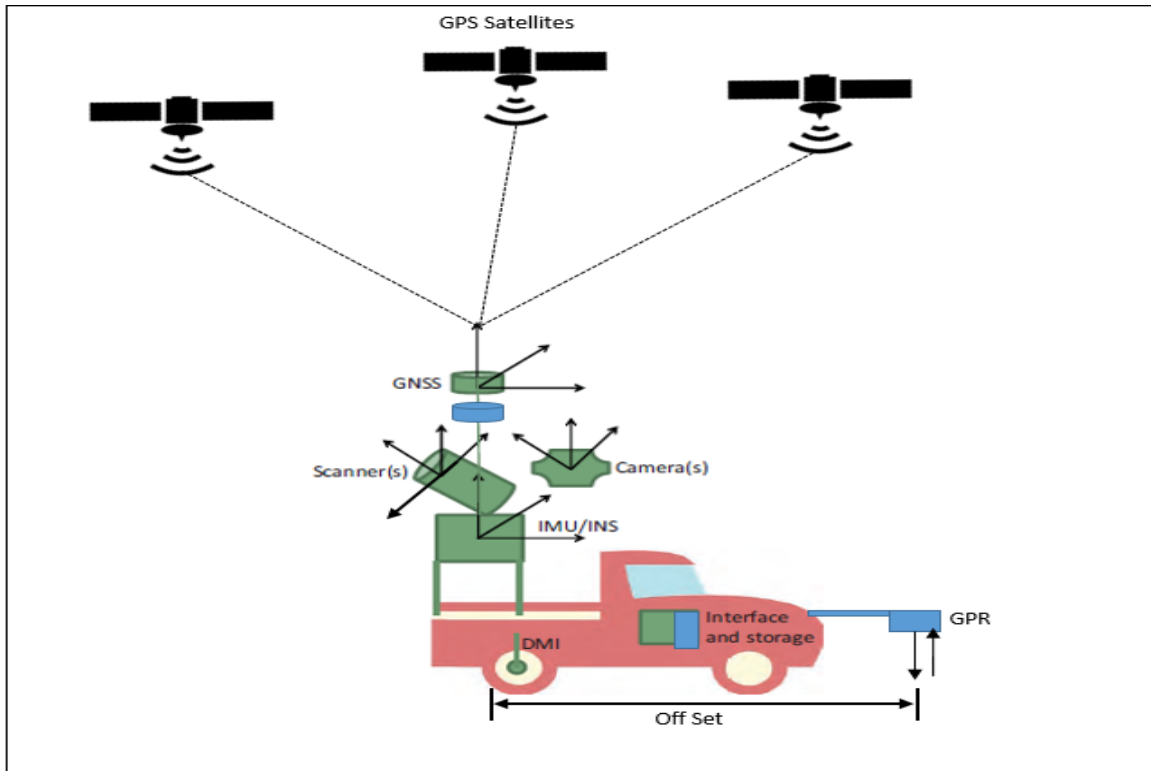 GPS Satellites
GNSS
Scanner(s)
Camera(s)
IMU/INS
Interface
and storage
GPR
DMI
Off Set